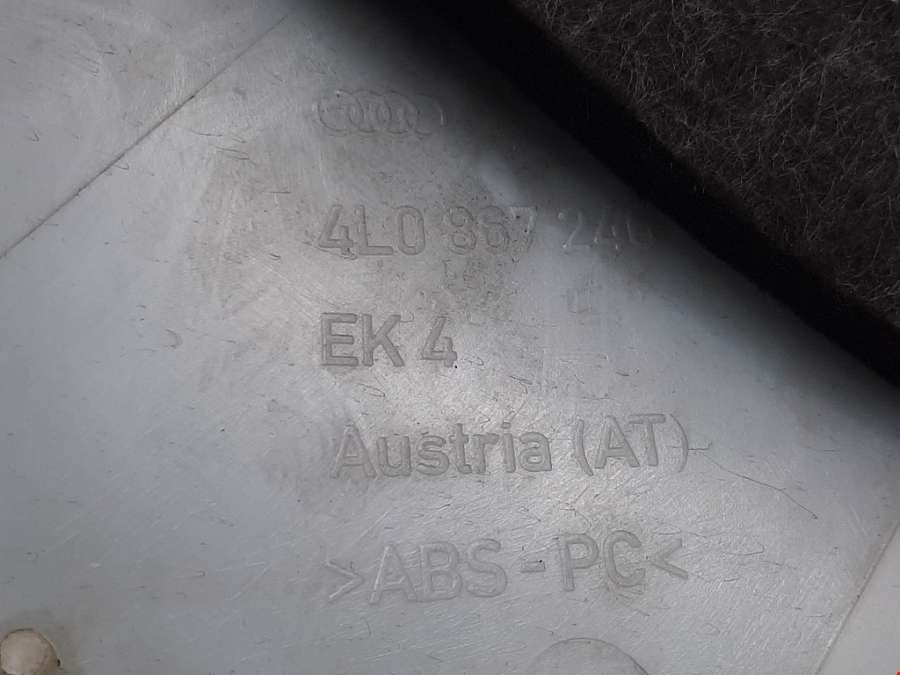 4L0 867 240
EK 4
Austria (AT)
>ABS-PC<